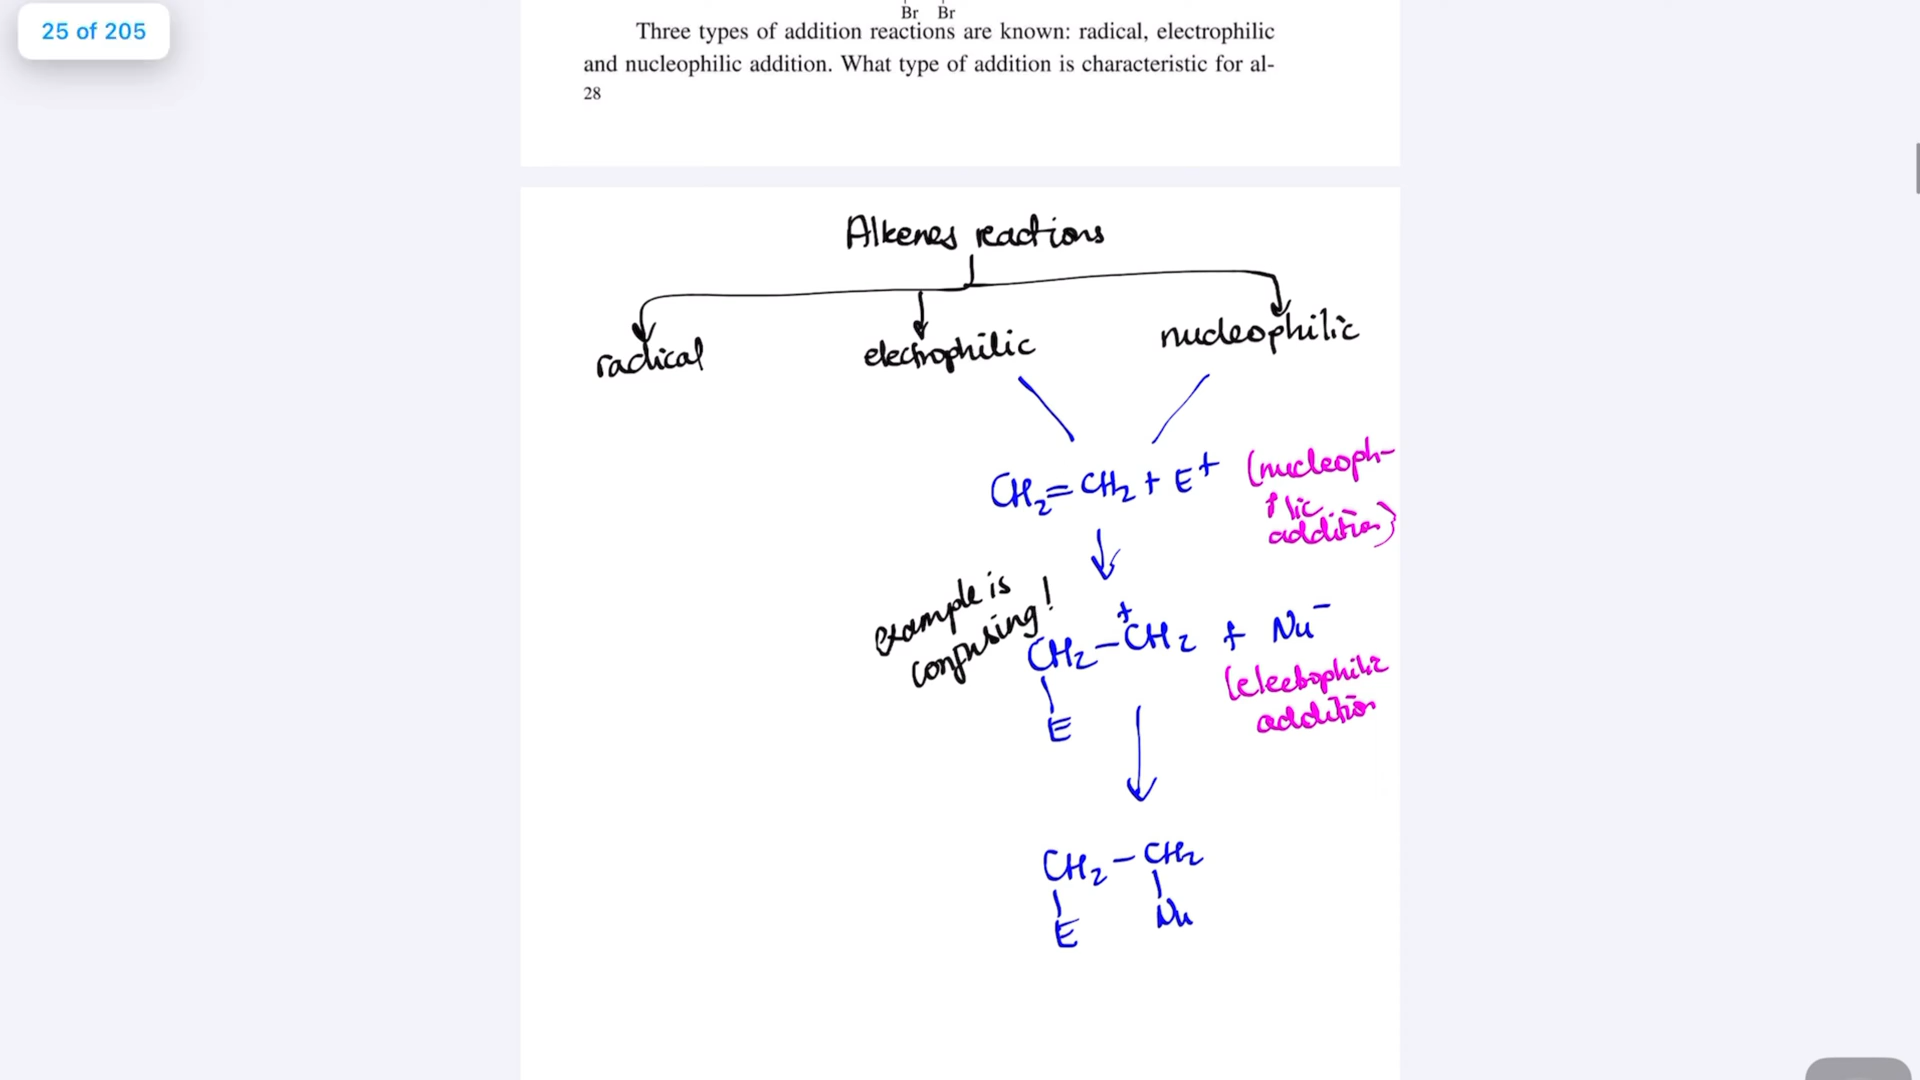 25 of 205
Br Br
Three types of addition reactions are known: radical, electrophilic
and nucleophilic addition. What type of addition is characteristic for al-
28
Alkenes reactions
radical
electrophilic
nucleophilic
CH2=CH2 + E+
(nucleoph-
ilic
addition)
example is
confusing!
CH2-CH2 + Nu-
+
E
(electrophilic
addition
CH2-CH2
E Nu